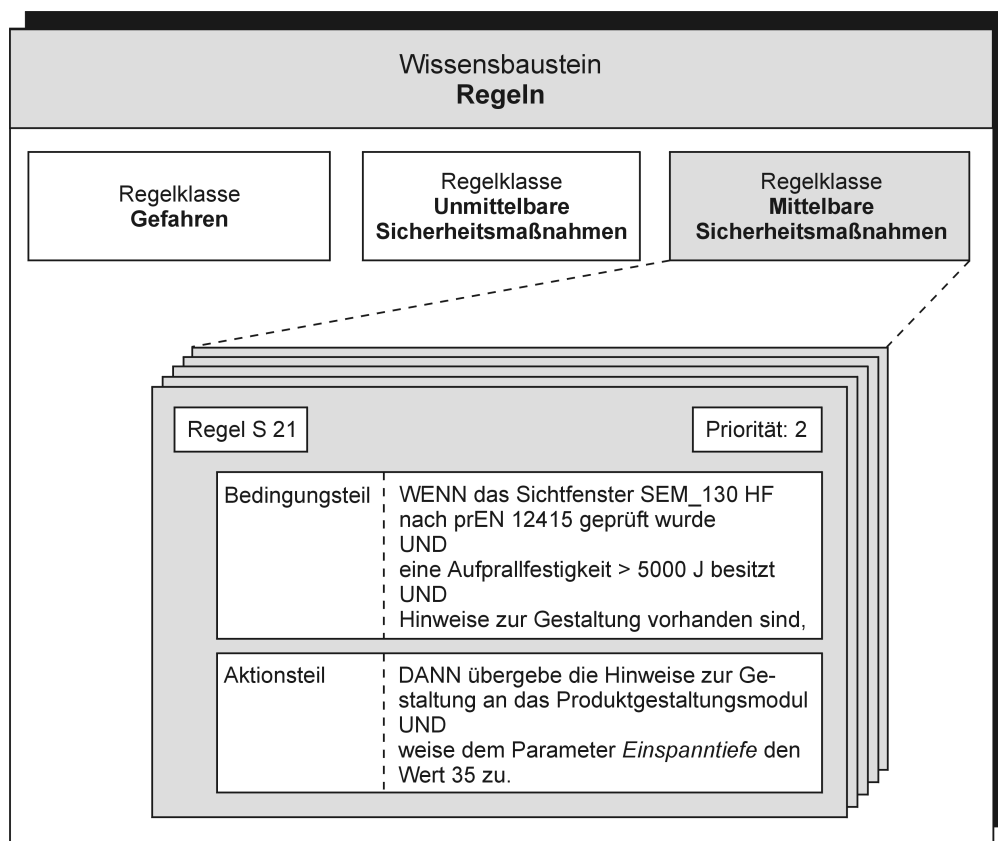 Wissensbaustein
Regeln
Regelklasse
Gefahren
Regelklasse
Unmittelbare
Sicherheitsmaßnahmen
Regelklasse
Mittelbare
Sicherheitsmaßnahmen
Regel S 21
Priorität: 2
Bedingungsteil
WENN das Sichtfenster SEM_130 HF
nach prEN 12415 geprüft wurde
UND
eine Aufprallfestigkeit > 5000 J besitzt
UND
Hinweise zur Gestaltung vorhanden sind,
Aktionsteil
DANN übergebe die Hinweise zur Ge-
staltung an das Produktgestaltungsmodul
UND
weise dem Parameter Einspanntiefe den
Wert 35 zu.